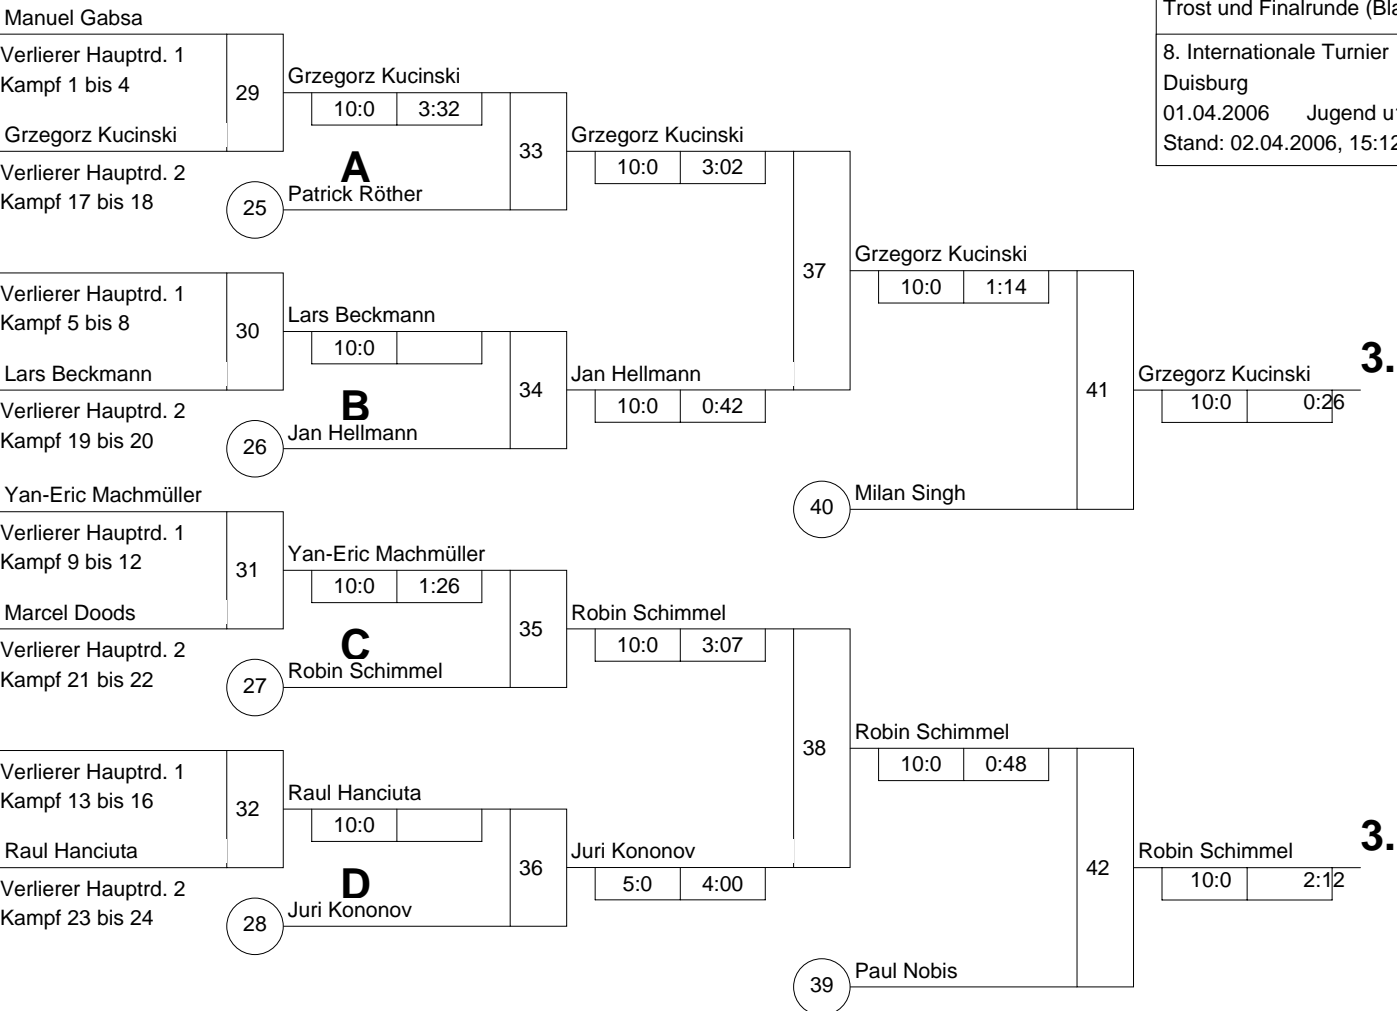 Trost und Finalrunde
8. Internationale Turnier
Duisburg
01.04.2006 Jugend
Stand: 02.04.2006,
Manuel Gabsa
Verlierer Hauptrd. 1
Kampf 1 bis 4
29
Grzegorz Kucinski
10:0 3:32
Grzegorz Kucinski
Verlierer Hauptrd. 2
Kampf 17 bis 18
A
25
Patrick Röther
33
Grzegorz Kucinski
10:0 3:02
Verlierer Hauptrd. 1
Kampf 5 bis 8
30
Lars Beckmann
10:0
Lars Beckmann
Verlierer Hauptrd. 2
Kampf 19 bis 20
B
26
Jan Hellmann
34
Jan Hellmann
10:0 0:42
37
Grzegorz Kucinski
10:0 1:14
40
Milan Singh
41
Grzegorz Kucinski
10:0 0:26
3.
Yan-Eric Machmüller
Verlierer Hauptrd. 1
Kampf 9 bis 12
31
Yan-Eric Machmüller
10:0 1:26
Marcel Doods
Verlierer Hauptrd. 2
Kampf 21 bis 22
C
27
Robin Schimmel
35
Robin Schimmel
10:0 3:07
Verlierer Hauptrd. 1
Kampf 13 bis 16
32
Raul Hanciuta
10:0
Raul Hanciuta
Verlierer Hauptrd. 2
Kampf 23 bis 24
D
28
Juri Kononov
36
Juri Kononov
5:0 4:00
38
Robin Schimmel
10:0 0:48
39
Paul Nobis
42
Robin Schimmel
10:0 2:12
3.